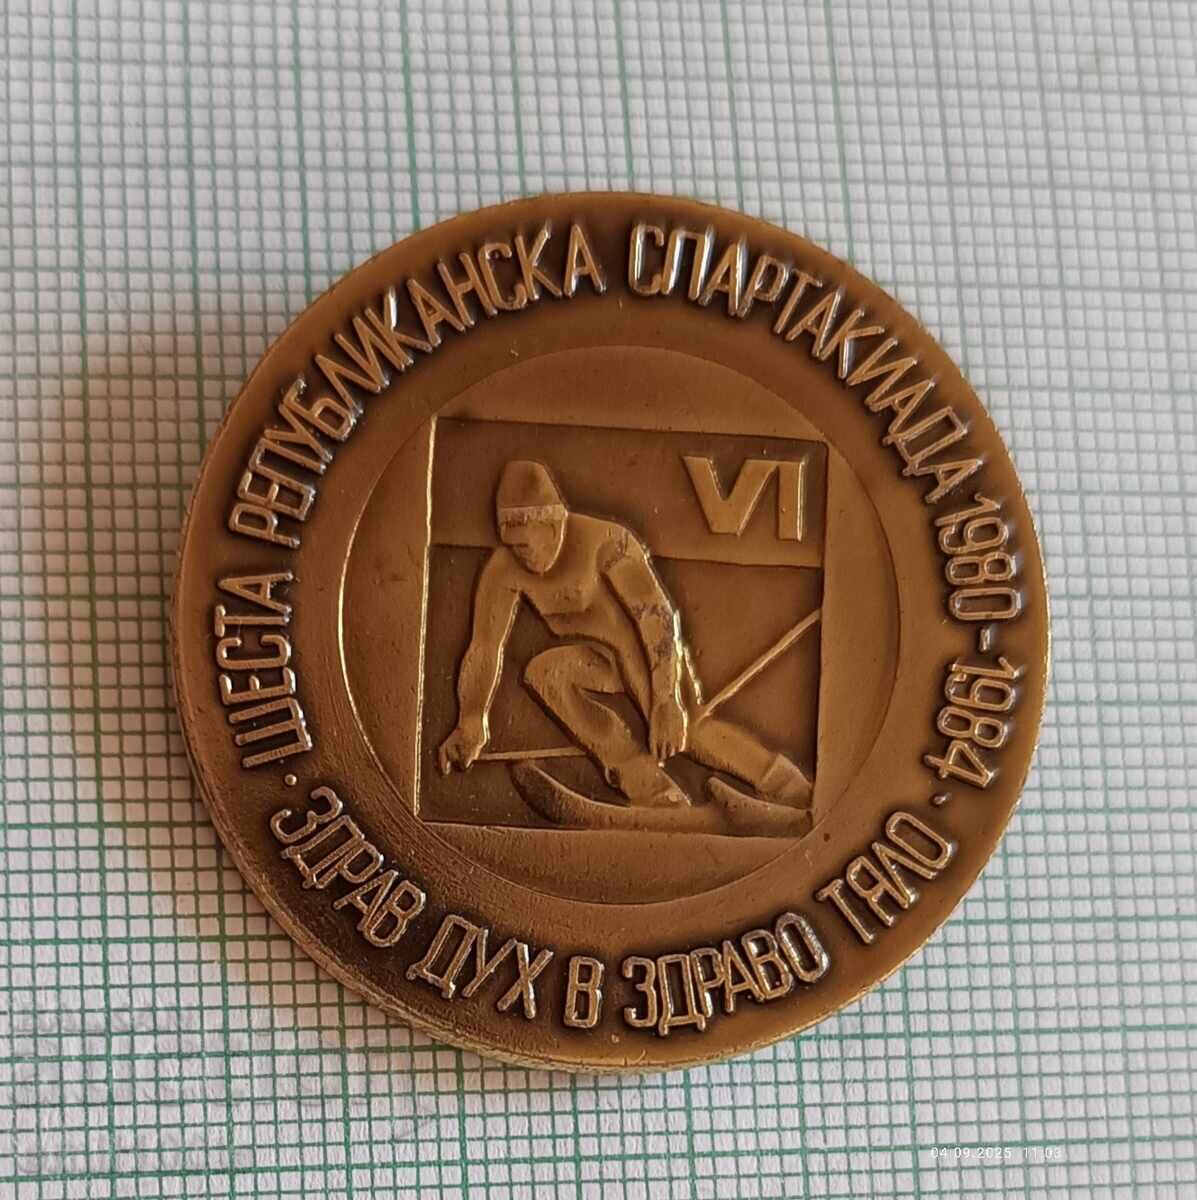 · ШЕСТА РЕПУБЛИКАНСКА СПАРТАКИАДА 1980-1984 ·
VI
ЗДРАВ ДУХ В ЗДРАВО ТЯЛО
04.09.2025 11:03